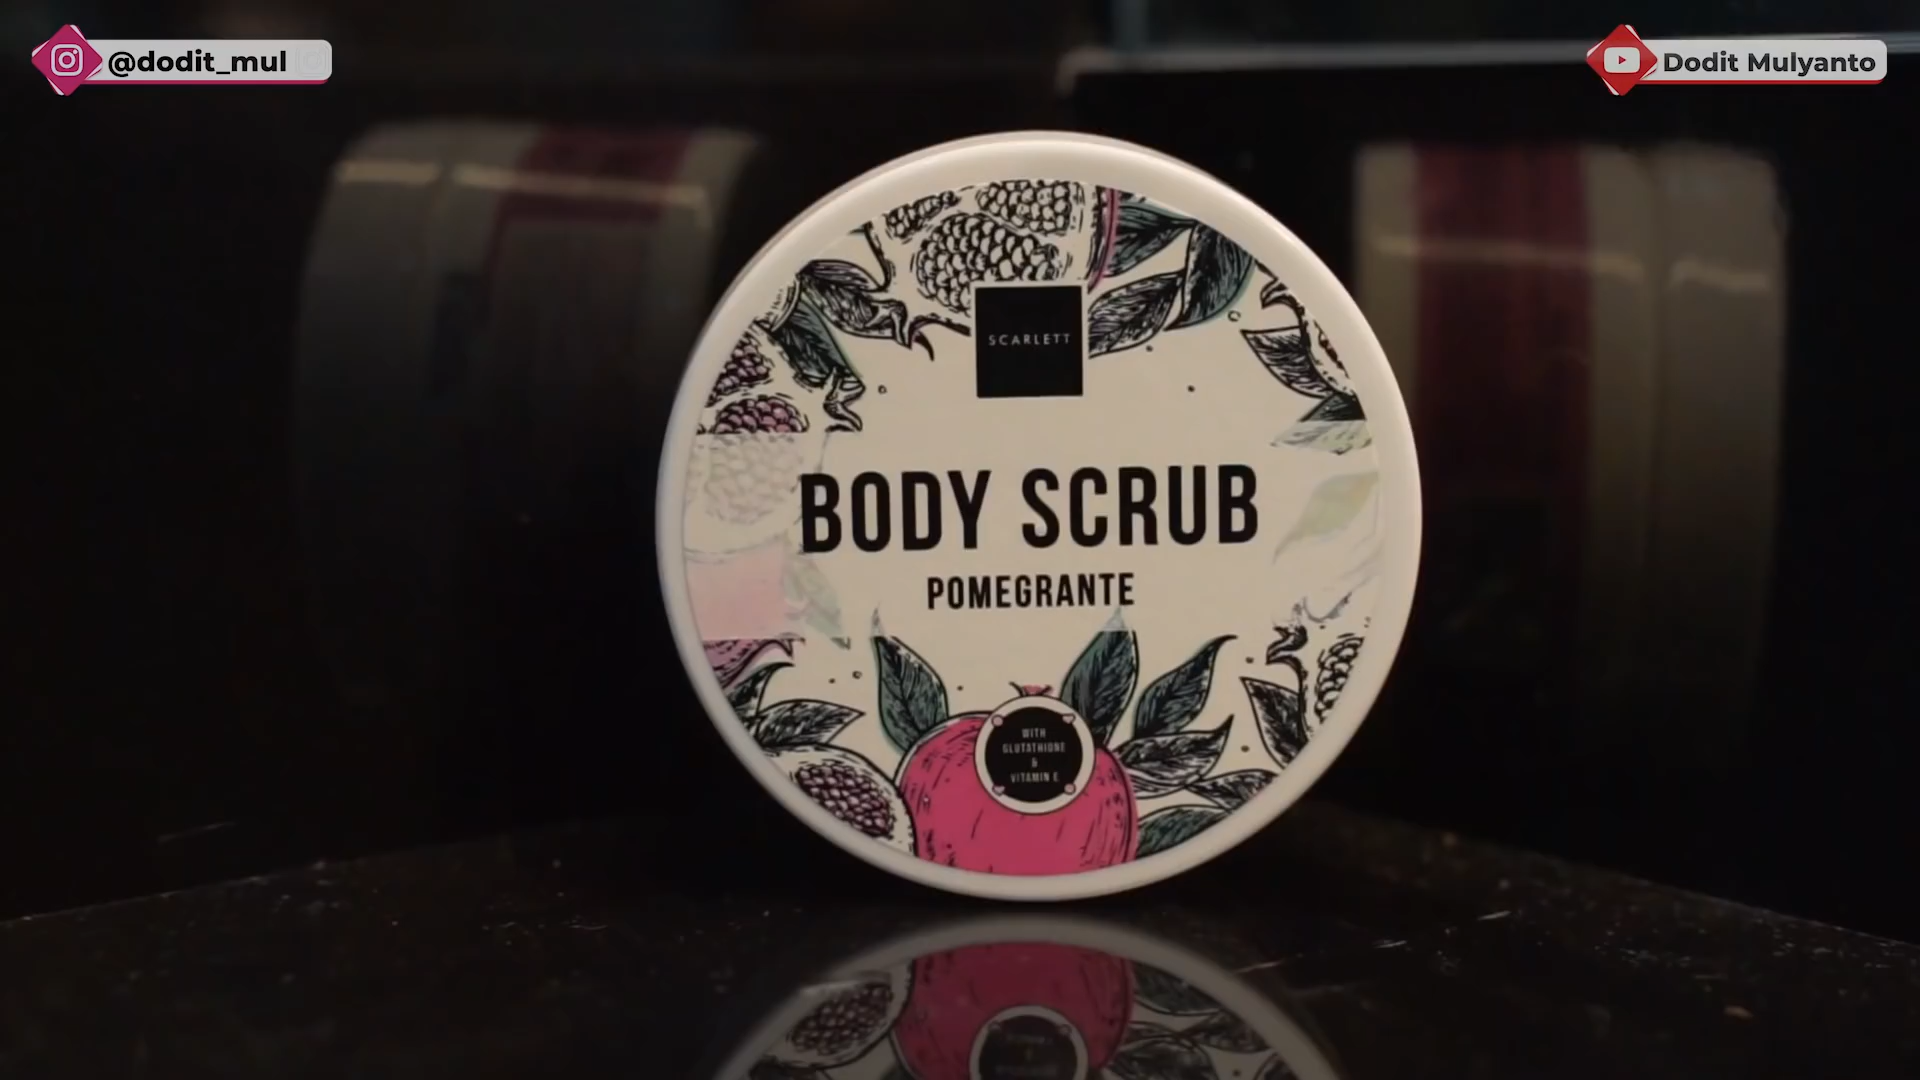 @dodit_mul
Dodit Mulyanto
SCARLETT
BODY SCRUB
POMEGRANTE
WITH
GLUTATHIONE
&
VITAMIN E